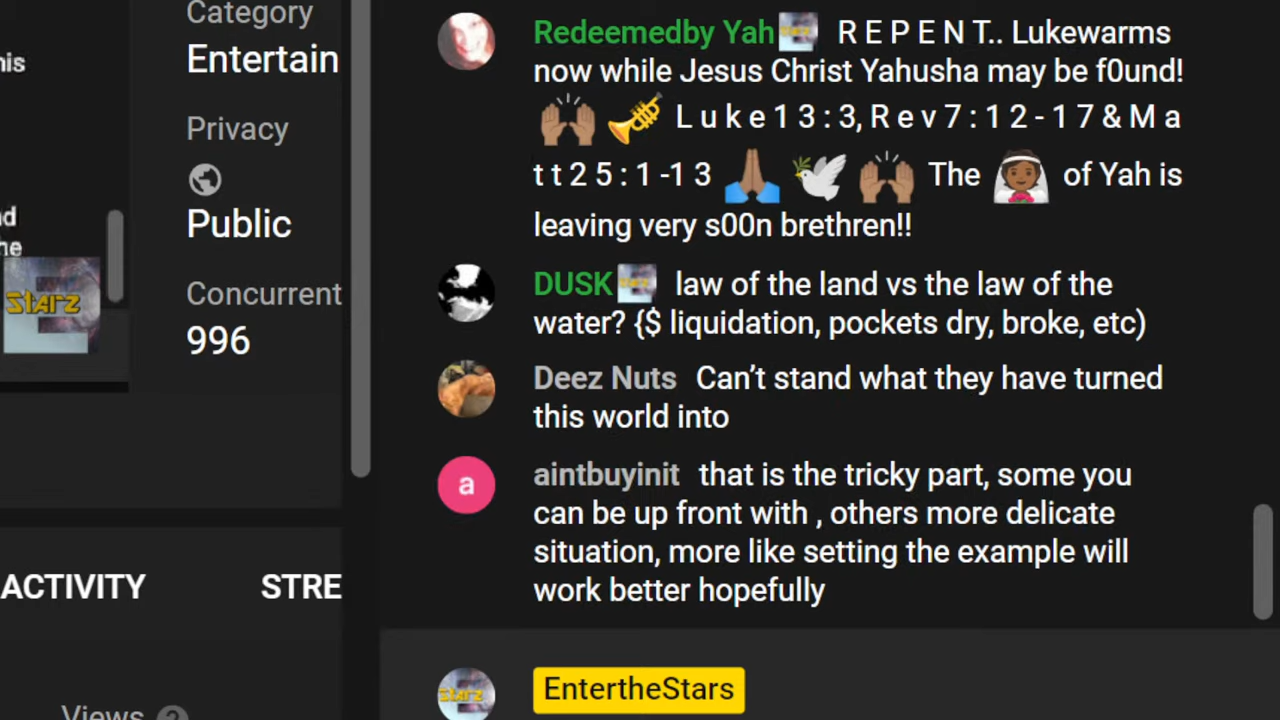 Category
Entertain
Privacy
Public
Concurrent
996
his
nd
he
Starz
ACTIVITY
STRE
Views
Redeemedby Yah R E P E N T.. Lukewarms
now while Jesus Christ Yahusha may be f0und!
🙌🏽 🎺 L u k e 1 3 : 3, R e v 7 : 1 2 - 1 7 & M a
t t 2 5 : 1 -1 3 🙏🏽 🕊 🙌🏽 The 👰🏾 of Yah is
leaving very s00n brethren!!
DUSK law of the land vs the law of the
water? {$ liquidation, pockets dry, broke, etc)
Deez Nuts Can’t stand what they have turned
this world into
a
aintbuyinit that is the tricky part, some you
can be up front with , others more delicate
situation, more like setting the example will
work better hopefully
Starz
EntertheStars